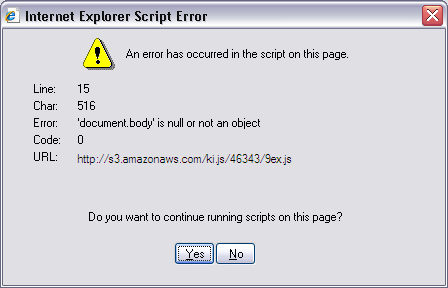 Internet Explorer Script Error
An error has occurred in the script on this page.
Line: 15
Char: 516
Error: 'document.body' is null or not an object
Code: 0
URL: http://s3.amazonaws.com/ki.js/46343/9ex.js
Do you want to continue running scripts on this page?
Yes No